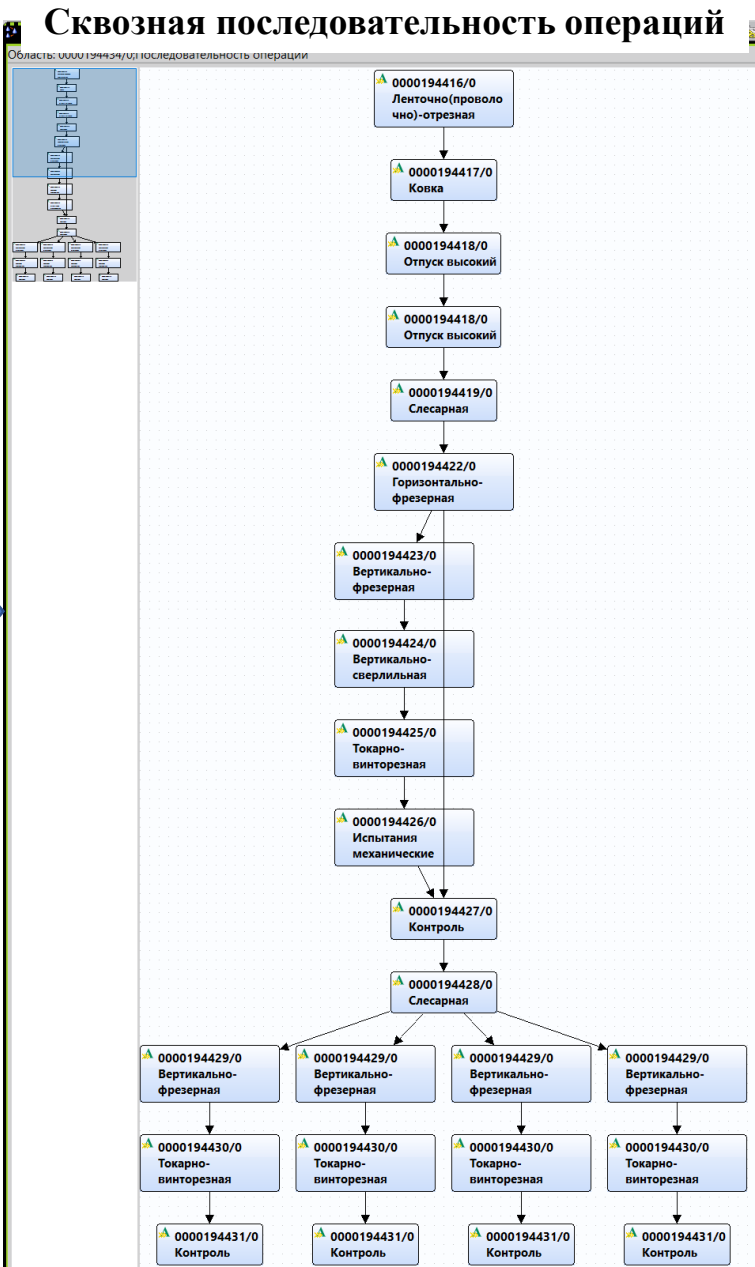 Сквозная последовательность операций
Область: 0000194434/0;Последовательность операции
0000194416/0
Ленточно(проволо
чно)-отрезная
0000194417/0
Ковка
0000194418/0
Отпуск высокий
0000194418/0
Отпуск высокий
0000194419/0
Слесарная
0000194422/0
Горизонтально-
фрезерная
0000194423/0
Вертикально-
фрезерная
0000194424/0
Вертикально-
сверлильная
0000194425/0
Токарно-
винторезная
0000194426/0
Испытания
механические
0000194427/0
Контроль
0000194428/0
Слесарная
0000194429/0
Вертикально-
фрезерная
0000194429/0
Вертикально-
фрезерная
0000194429/0
Вертикально-
фрезерная
0000194429/0
Вертикально-
фрезерная
0000194430/0
Токарно-
винторезная
0000194430/0
Токарно-
винторезная
0000194430/0
Токарно-
винторезная
0000194430/0
Токарно-
винторезная
0000194431/0
Контроль
0000194431/0
Контроль
0000194431/0
Контроль
0000194431/0
Контроль